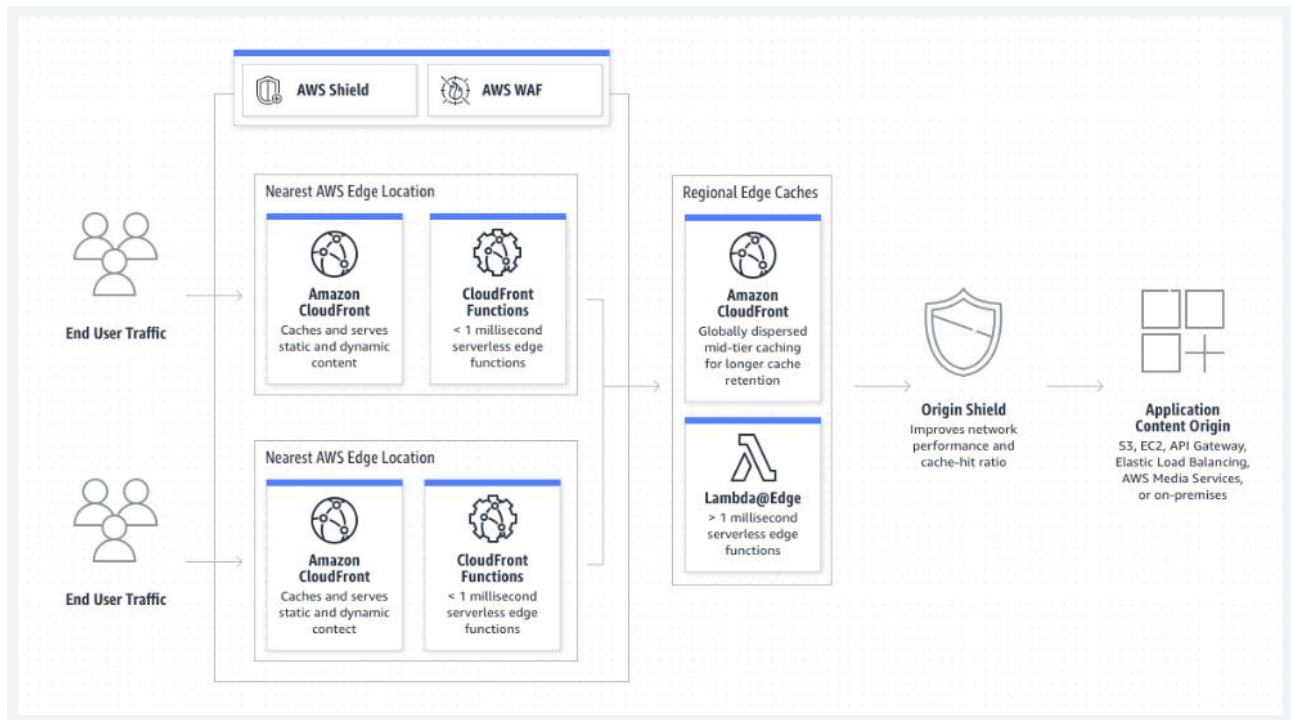 AWS Shield
AWS WAF
Nearest AWS Edge Location
Amazon
CloudFront
Caches and serves
static and dynamic
content
CloudFront
Functions
< 1 millisecond
serverless edge
functions
End User Traffic
Nearest AWS Edge Location
Amazon
CloudFront
Caches and serves
static and dynamic
contect
CloudFront
Functions
< 1 millisecond
serverless edge
functions
End User Traffic
Regional Edge Caches
Amazon
CloudFront
Globally dispersed
mid-tier caching
for longer cache
retention
Lambda@Edge
> 1 millisecond
serverless edge
functions
Origin Shield
Improves network
performance and
cache-hit ratio
Application
Content Origin
S3, EC2, API Gateway,
Elastic Load Balancing,
AWS Media Services,
or on-premises